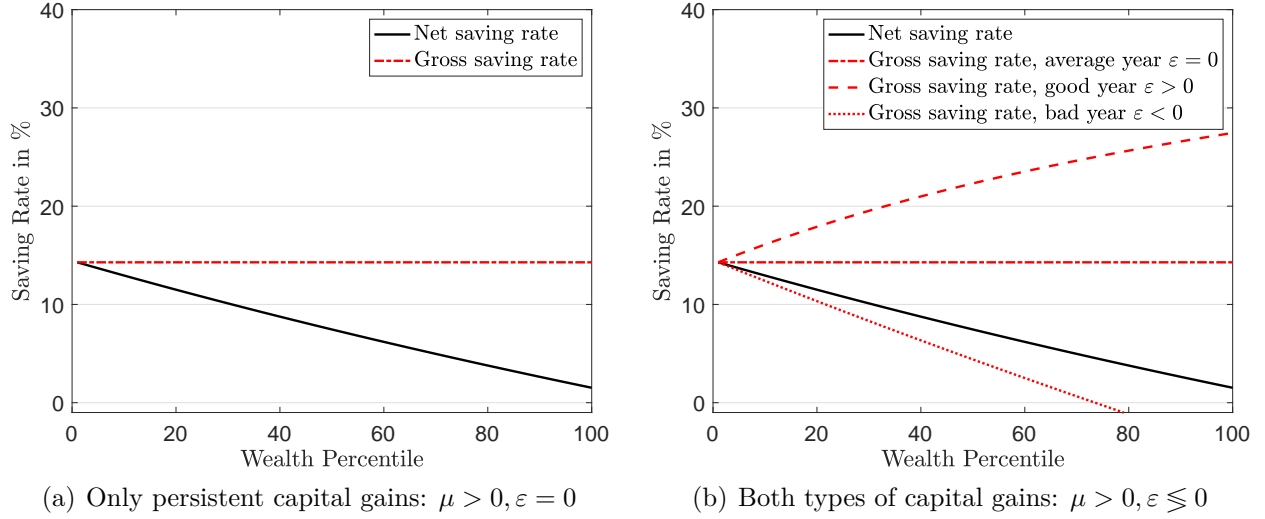 Saving Rate in %
40
30
20
10
0
Net saving rate
Gross saving rate
0 20 40 60 80 100
Wealth Percentile
(a) Only persistent capital gains: μ > 0, ε = 0
Saving Rate in %
40
30
20
10
0
Net saving rate
Gross saving rate, average year ε = 0
Gross saving rate, good year ε > 0
Gross saving rate, bad year ε < 0
0 20 40 60 80 100
Wealth Percentile
(b) Both types of capital gains: μ > 0, ε ⪋ 0